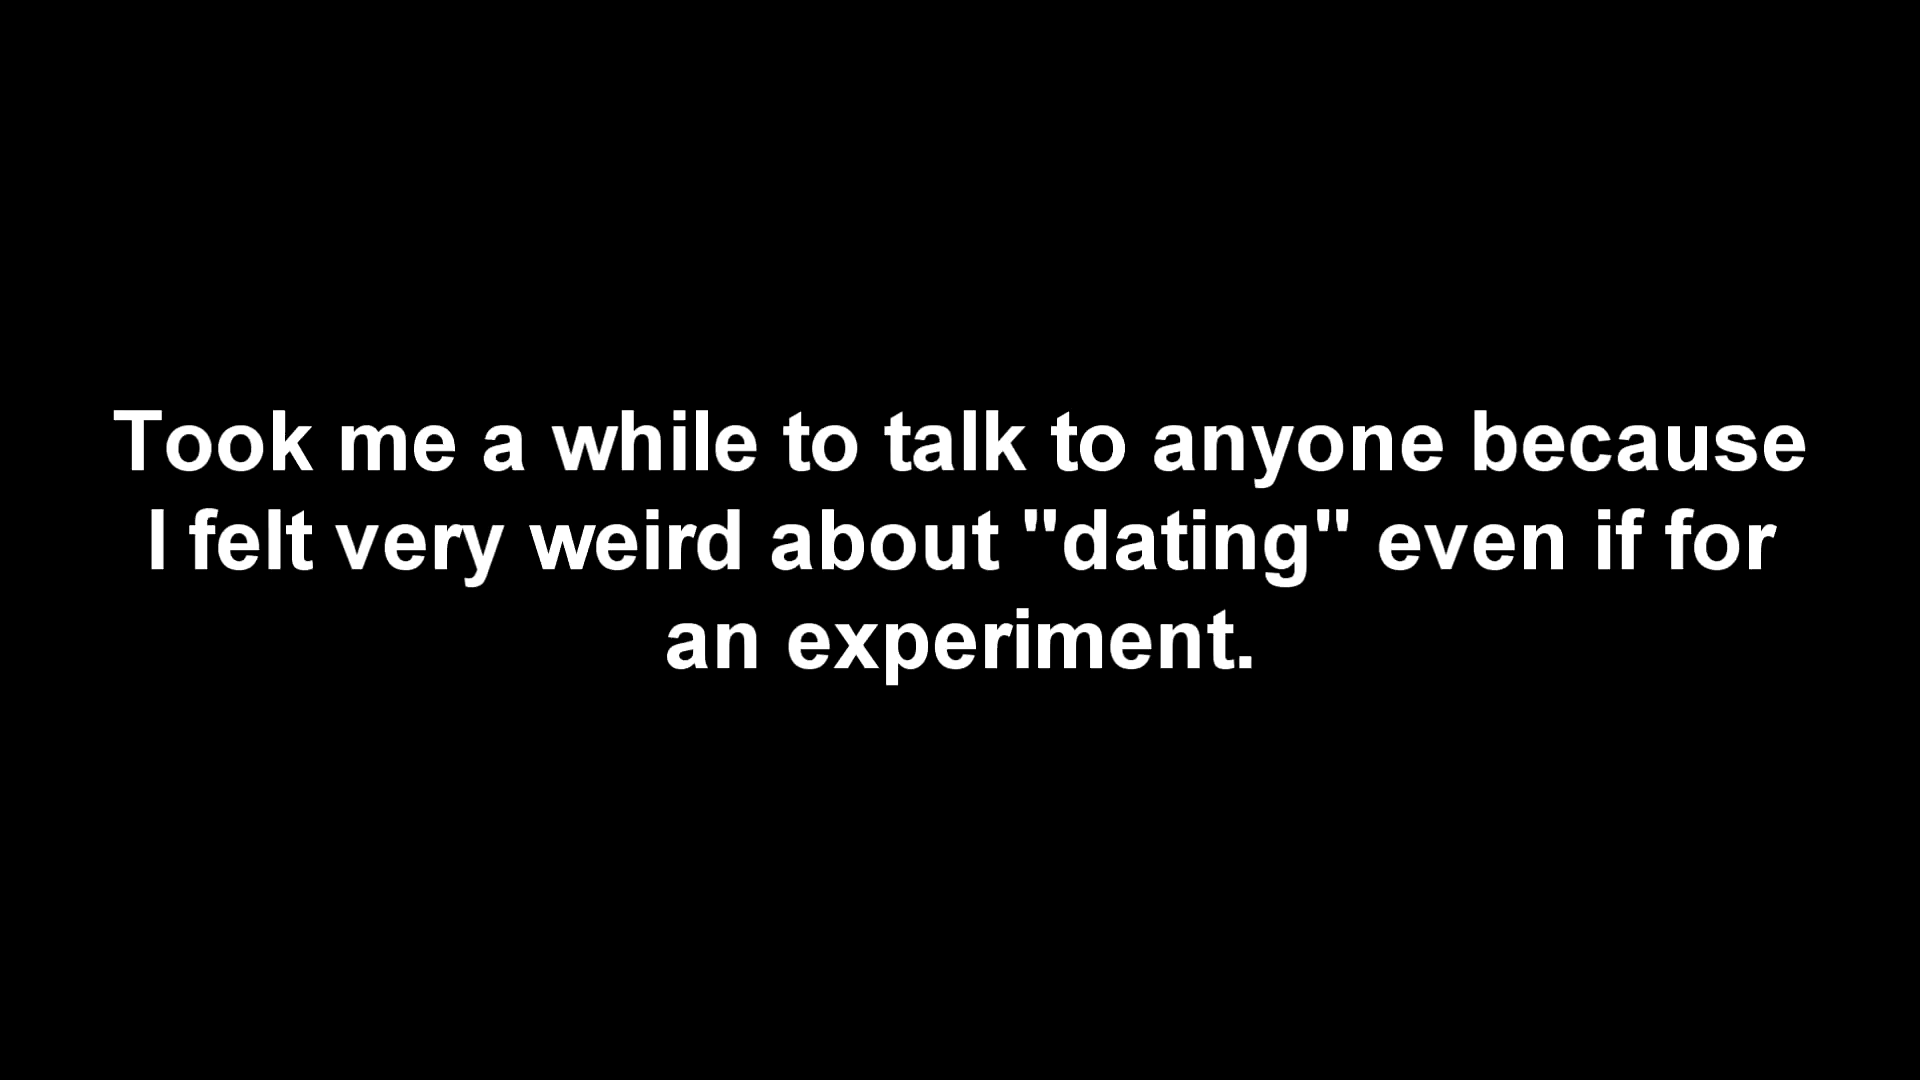 Took me a while to talk to anyone because
I felt very weird about "dating" even if for
an experiment.